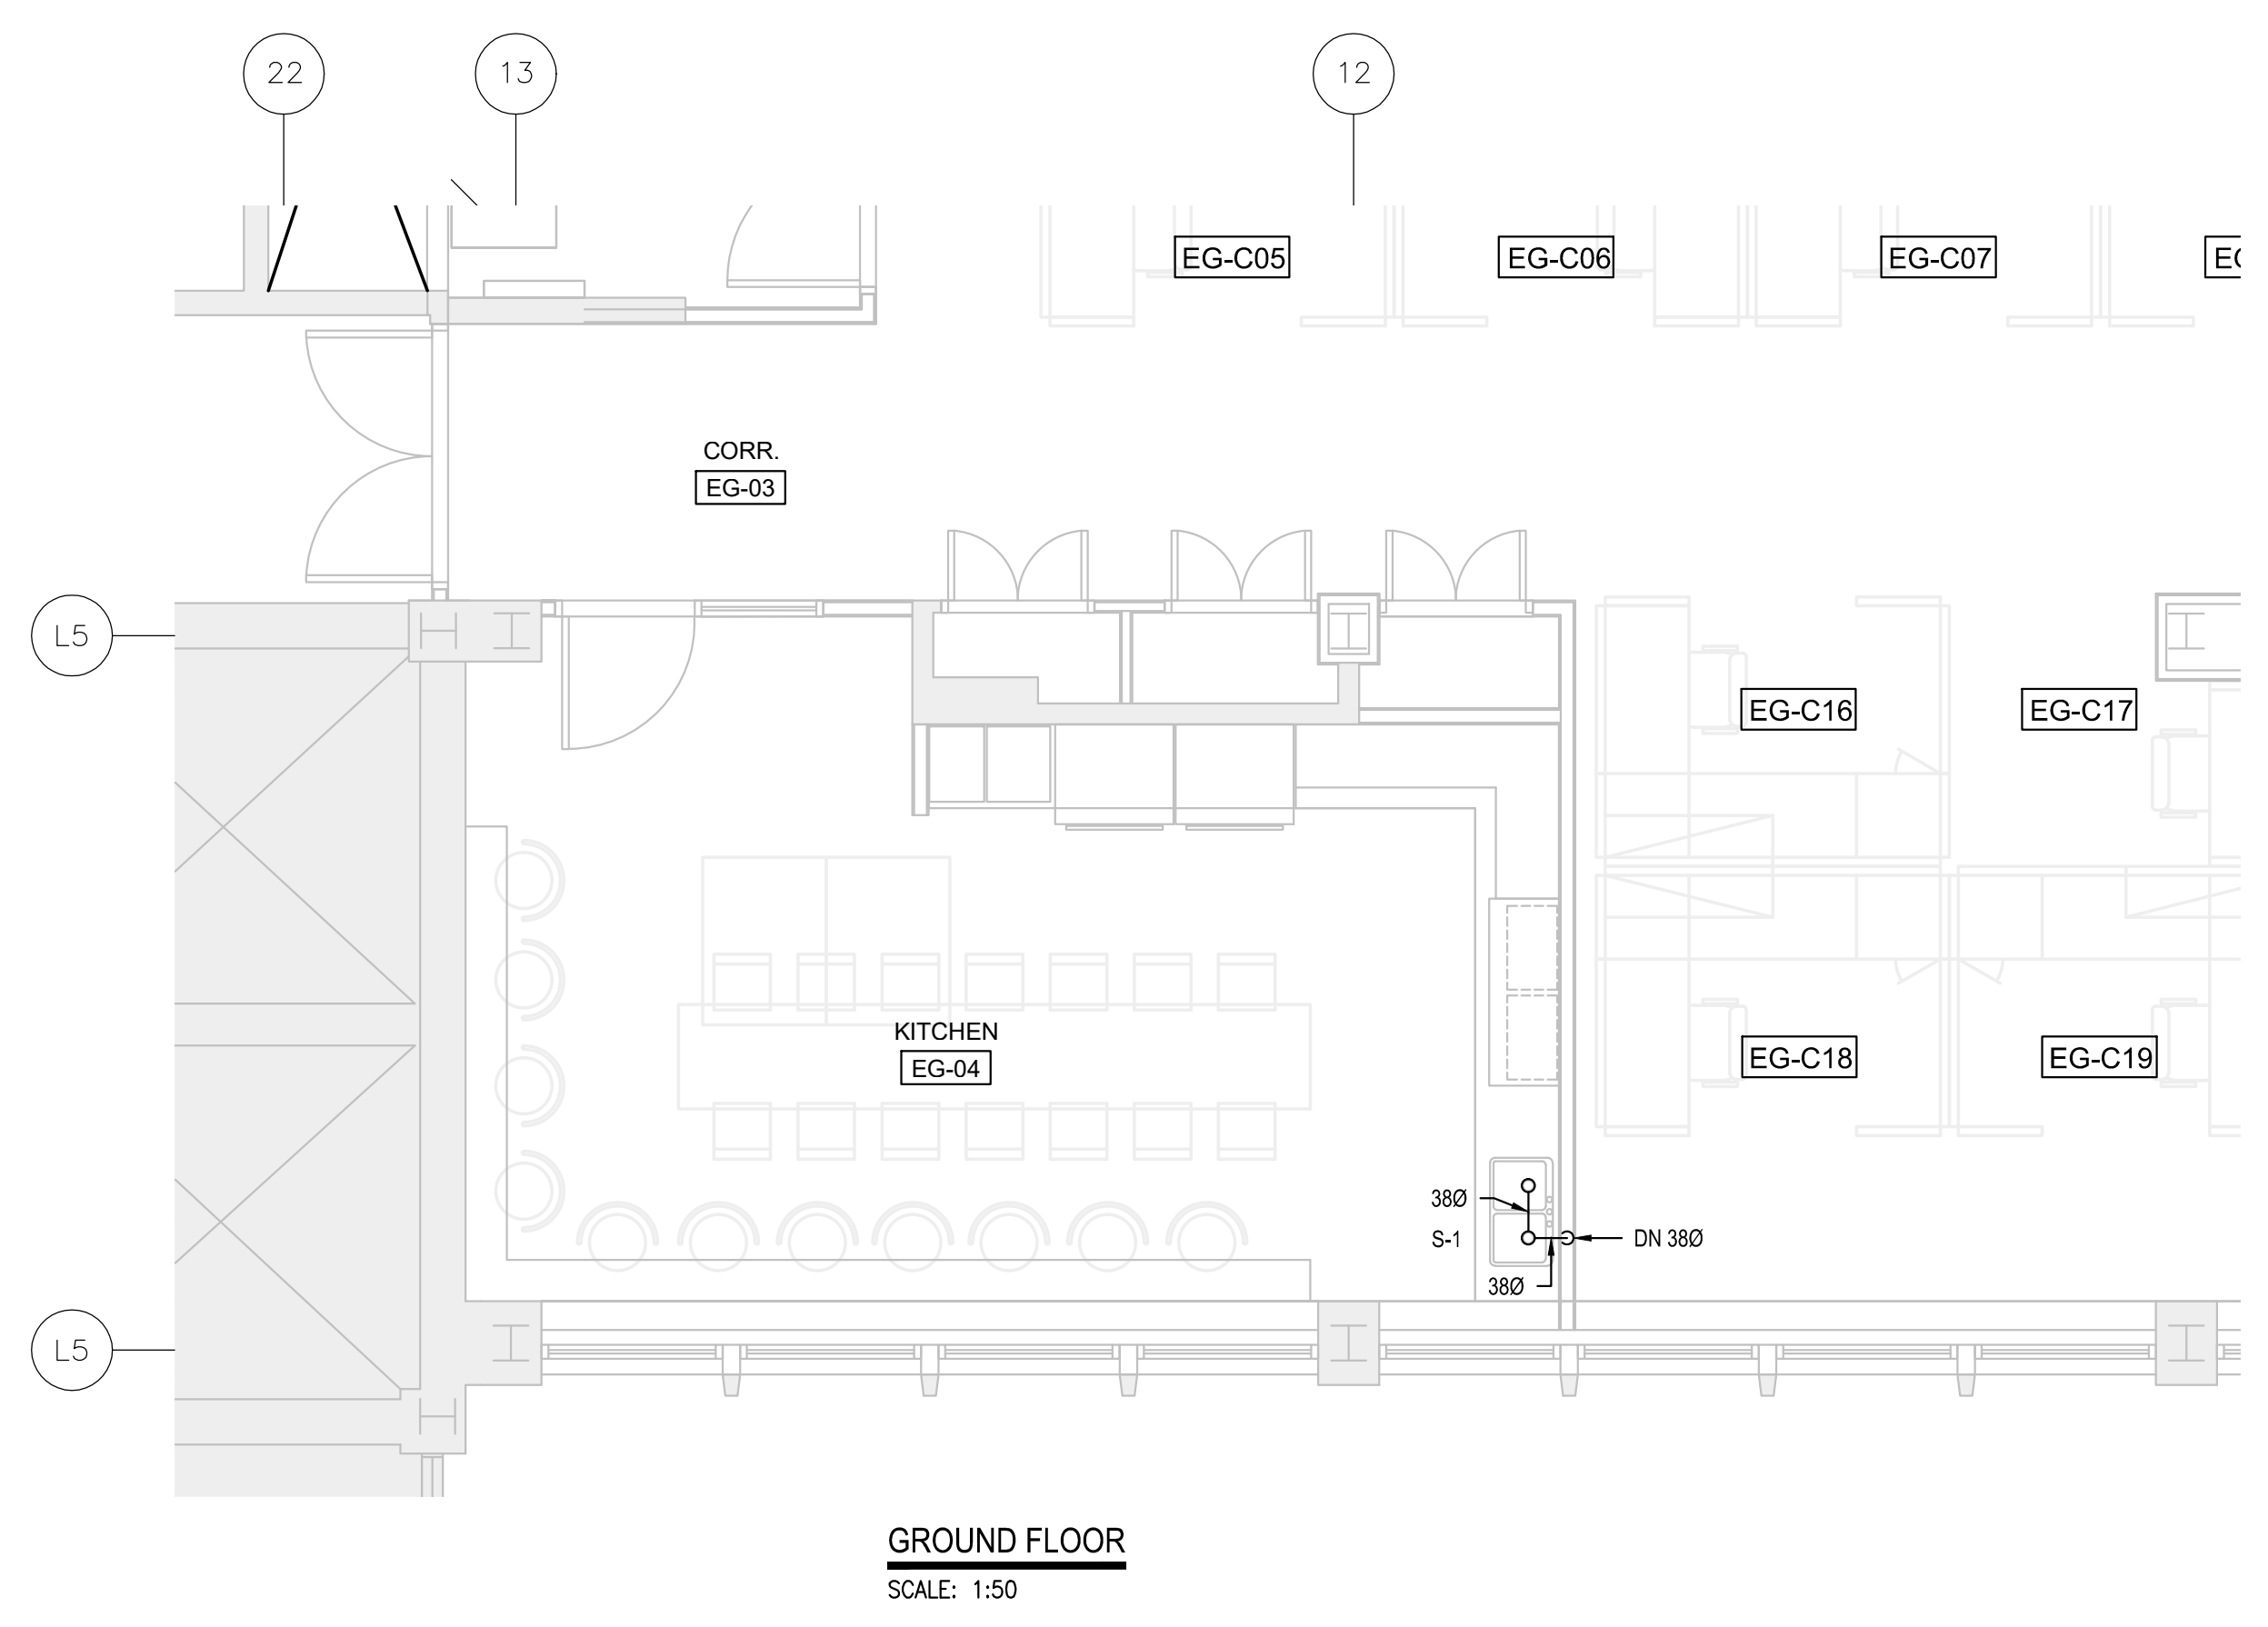 22
13
12
EG-C05
EG-C06
EG-C07
CORR.
EG-03
L5
EG-C16
EG-C17
KITCHEN
EG-04
EG-C18
EG-C19
38Ø
S-1
DN 38Ø
38Ø
L5
GROUND FLOOR
SCALE: 1:50